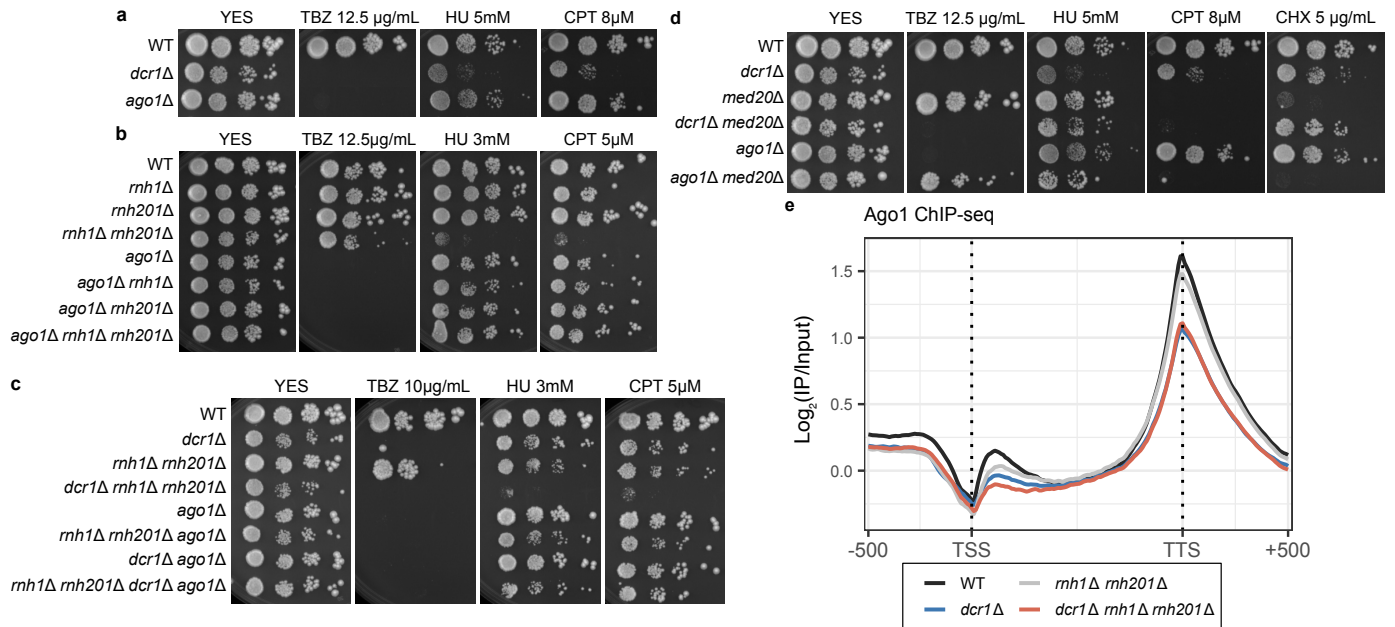 a
YES TBZ 12.5 µg/mL HU 5mM CPT 8µM
WT
dcr1Δ
ago1Δ
b
YES TBZ 12.5µg/mL HU 3mM CPT 5µM
WT
rnh1Δ
rnh201Δ
rnh1Δ rnh201Δ
ago1Δ
ago1Δ rnh1Δ
ago1Δ rnh201Δ
ago1Δ rnh1Δ rnh201Δ
c
YES TBZ 10µg/mL HU 3mM CPT 5µM
WT
dcr1Δ
rnh1Δ rnh201Δ
dcr1Δ rnh1Δ rnh201Δ
ago1Δ
rnh1Δ rnh201Δ ago1Δ
dcr1Δ ago1Δ
rnh1Δ rnh201Δ dcr1Δ ago1Δ
d
YES TBZ 12.5 µg/mL HU 5mM CPT 8µM CHX 5 µg/mL
WT
dcr1Δ
med20Δ
dcr1Δ med20Δ
ago1Δ
ago1Δ med20Δ
e
Ago1 ChIP-seq
Log2(IP/Input)
1.5
1.0
0.5
0.0
-500 TSS TTS +500
WT rnh1Δ rnh201Δ
dcr1Δ dcr1Δ rnh1Δ rnh201Δ